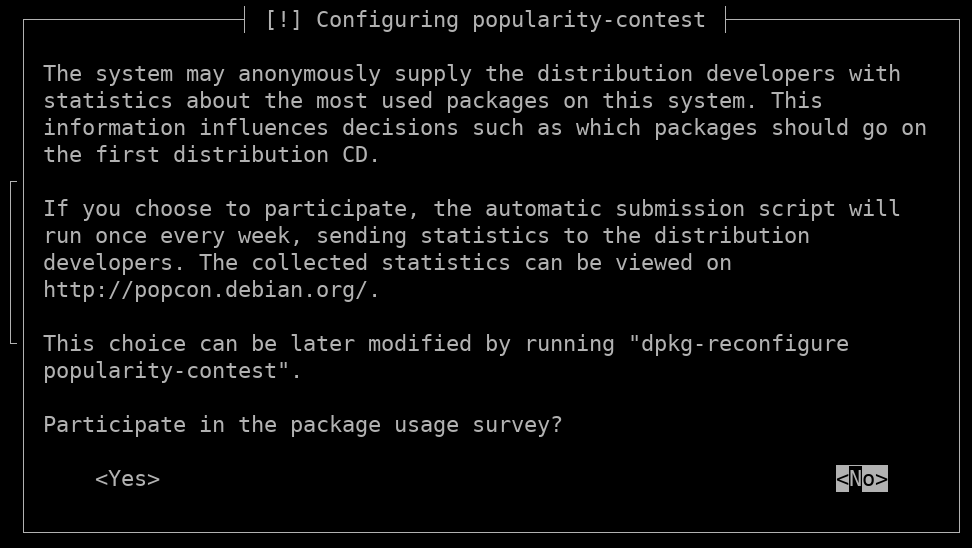 [!] Configuring popularity-contest
The system may anonymously supply the distribution developers with
statistics about the most used packages on this system. This
information influences decisions such as which packages should go on
the first distribution CD.
If you choose to participate, the automatic submission script will
run once every week, sending statistics to the distribution
developers. The collected statistics can be viewed on
http://popcon.debian.org/.
This choice can be later modified by running "dpkg-reconfigure
popularity-contest".
Participate in the package usage survey?
<Yes> <No>